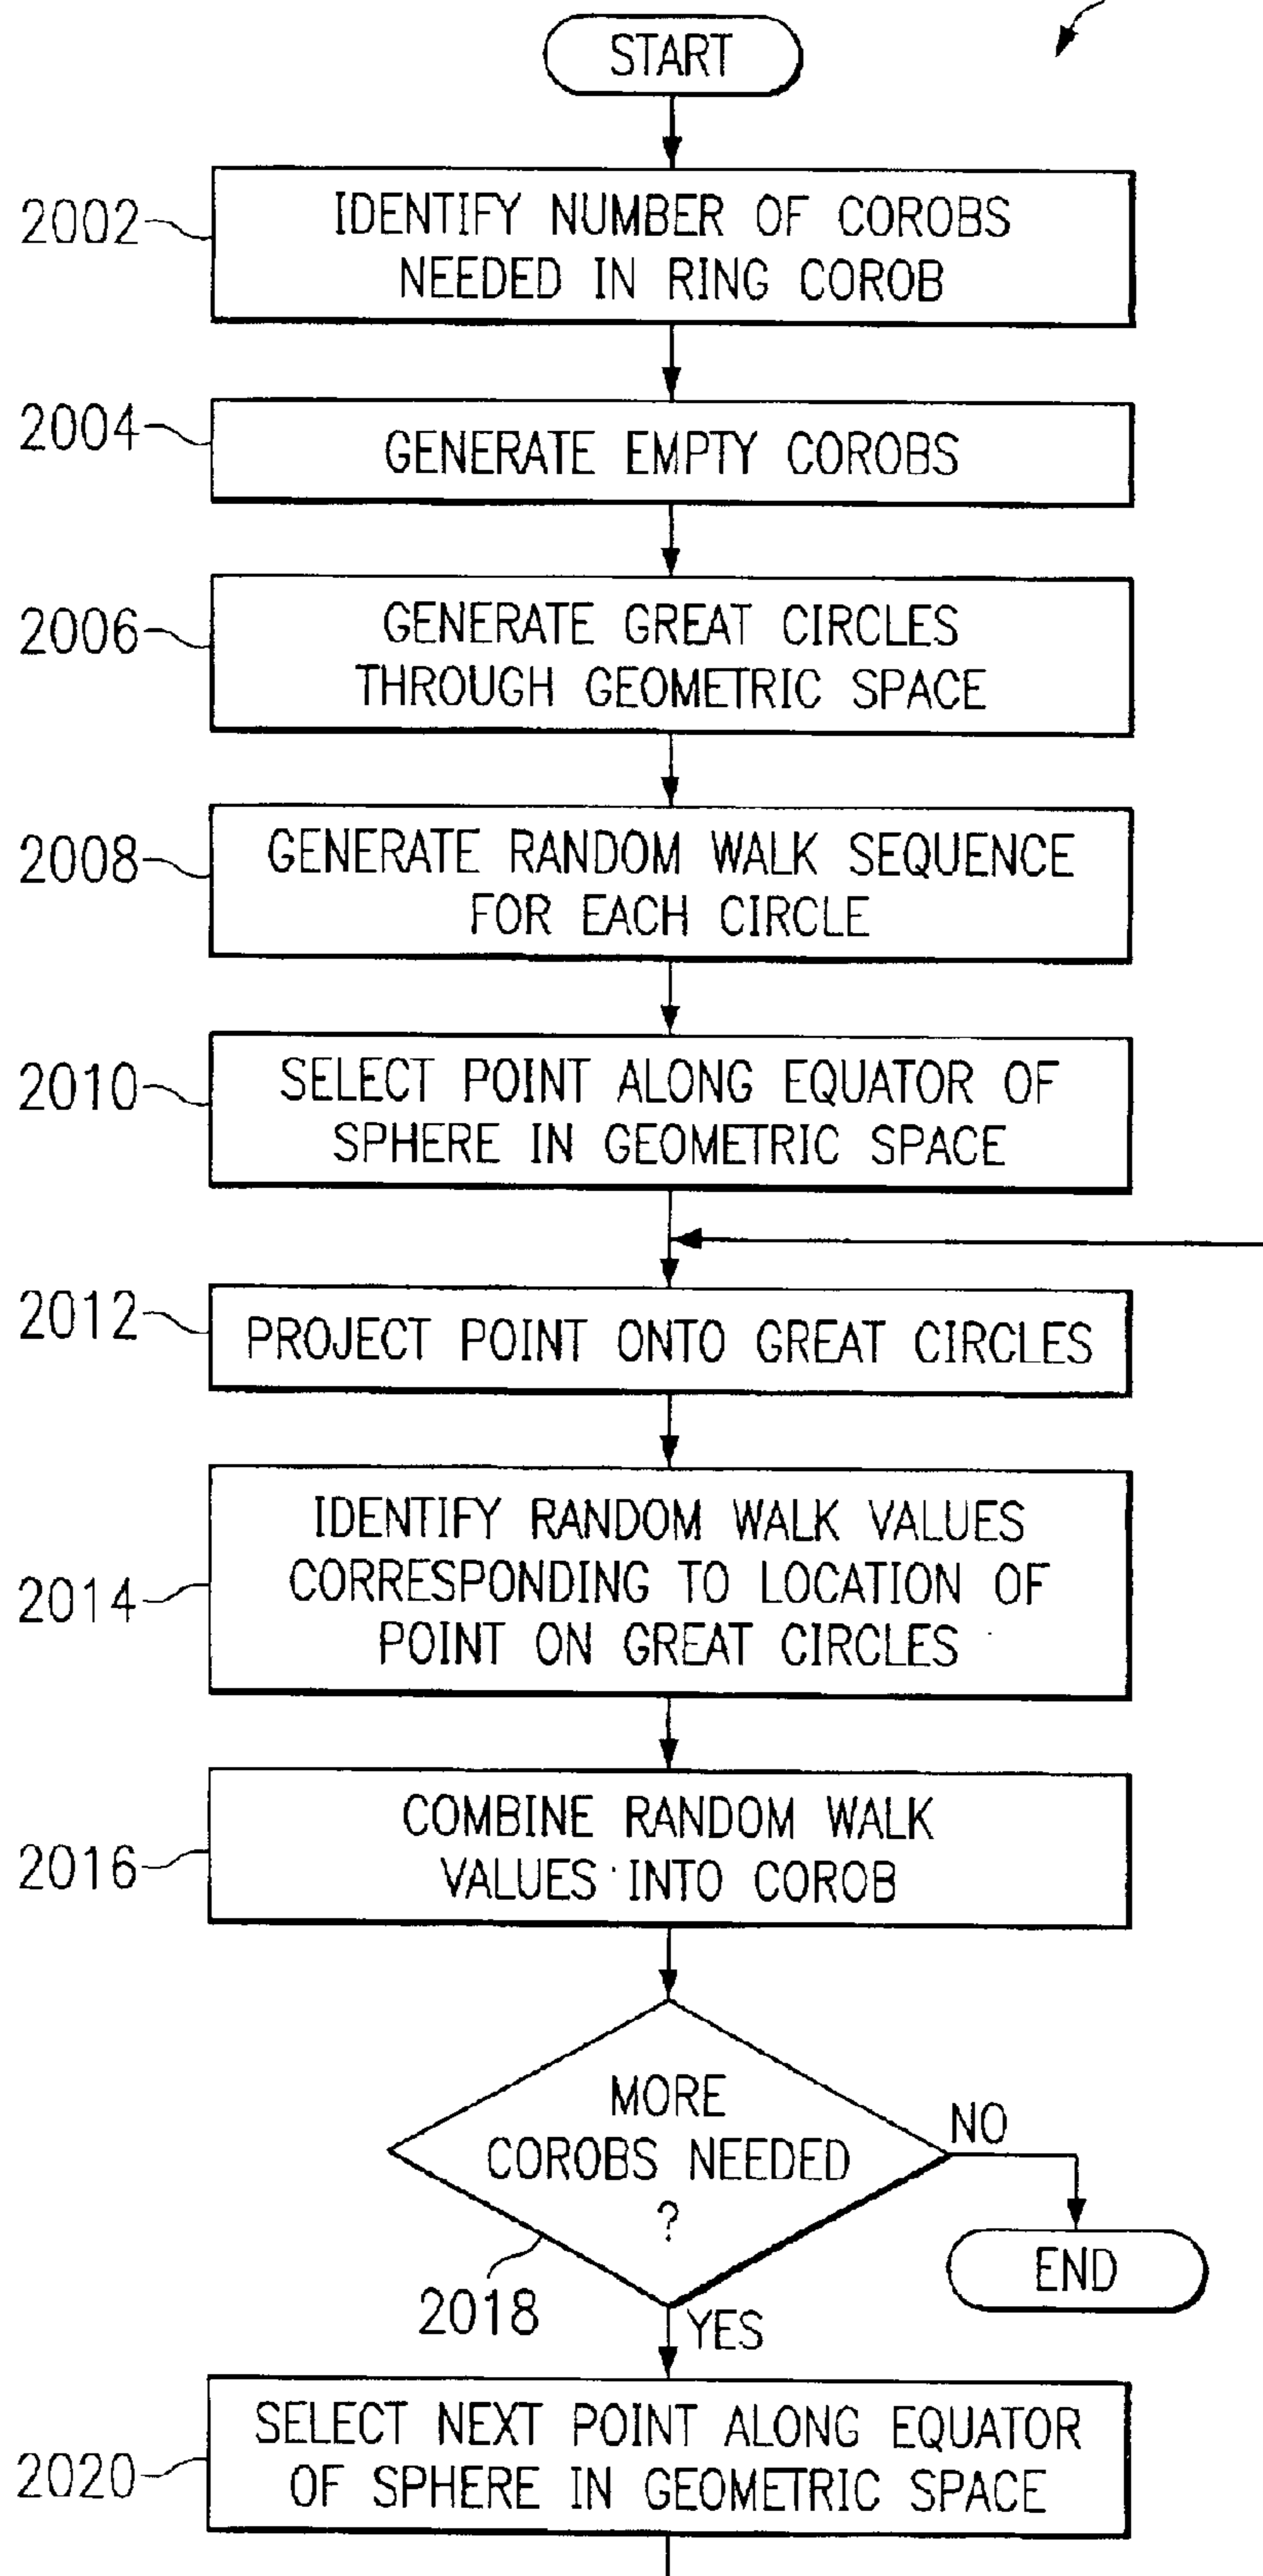 START
2002
IDENTIFY NUMBER OF COROBS
NEEDED IN RING COROB
2004
GENERATE EMPTY COROBS
2006
GENERATE GREAT CIRCLES
THROUGH GEOMETRIC SPACE
2008
GENERATE RANDOM WALK SEQUENCE
FOR EACH CIRCLE
2010
SELECT POINT ALONG EQUATOR OF
SPHERE IN GEOMETRIC SPACE
2012
PROJECT POINT ONTO GREAT CIRCLES
2014
IDENTIFY RANDOM WALK VALUES
CORRESPONDING TO LOCATION OF
POINT ON GREAT CIRCLES
2016
COMBINE RANDOM WALK
VALUES INTO COROB
MORE
COROBS NEEDED
?
NO
END
2018
YES
2020
SELECT NEXT POINT ALONG EQUATOR
OF SPHERE IN GEOMETRIC SPACE